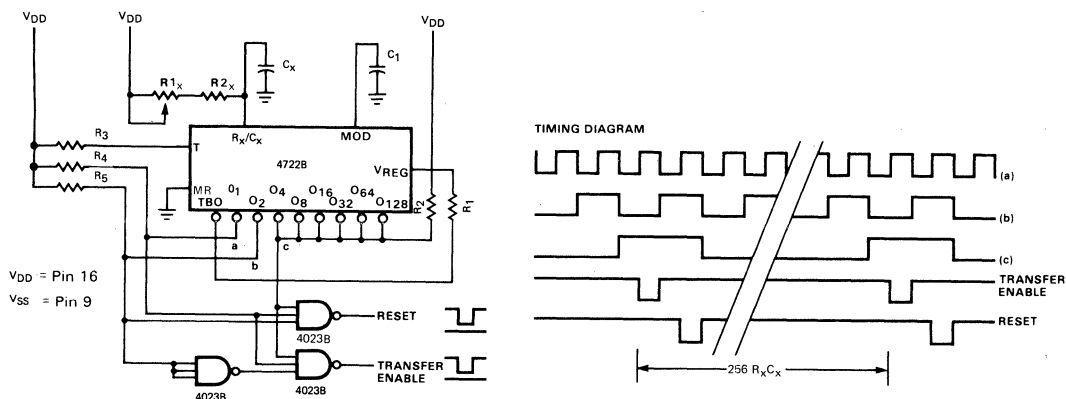 VDD
VDD
VDD
R1x
R2x
Cx
C1
R3
R4
R5
T
Rx/Cx
MOD
4722B
VREG
MR
TBO
O1
O2
O4
O8
O16
O32
O64
O128
R2
R1
a
b
c
VDD = Pin 16
VSS = Pin 9
4023B
RESET
4023B
TRANSFER
ENABLE
4023B
TIMING DIAGRAM
(a)
(b)
(c)
TRANSFER
ENABLE
RESET
256 RxCx